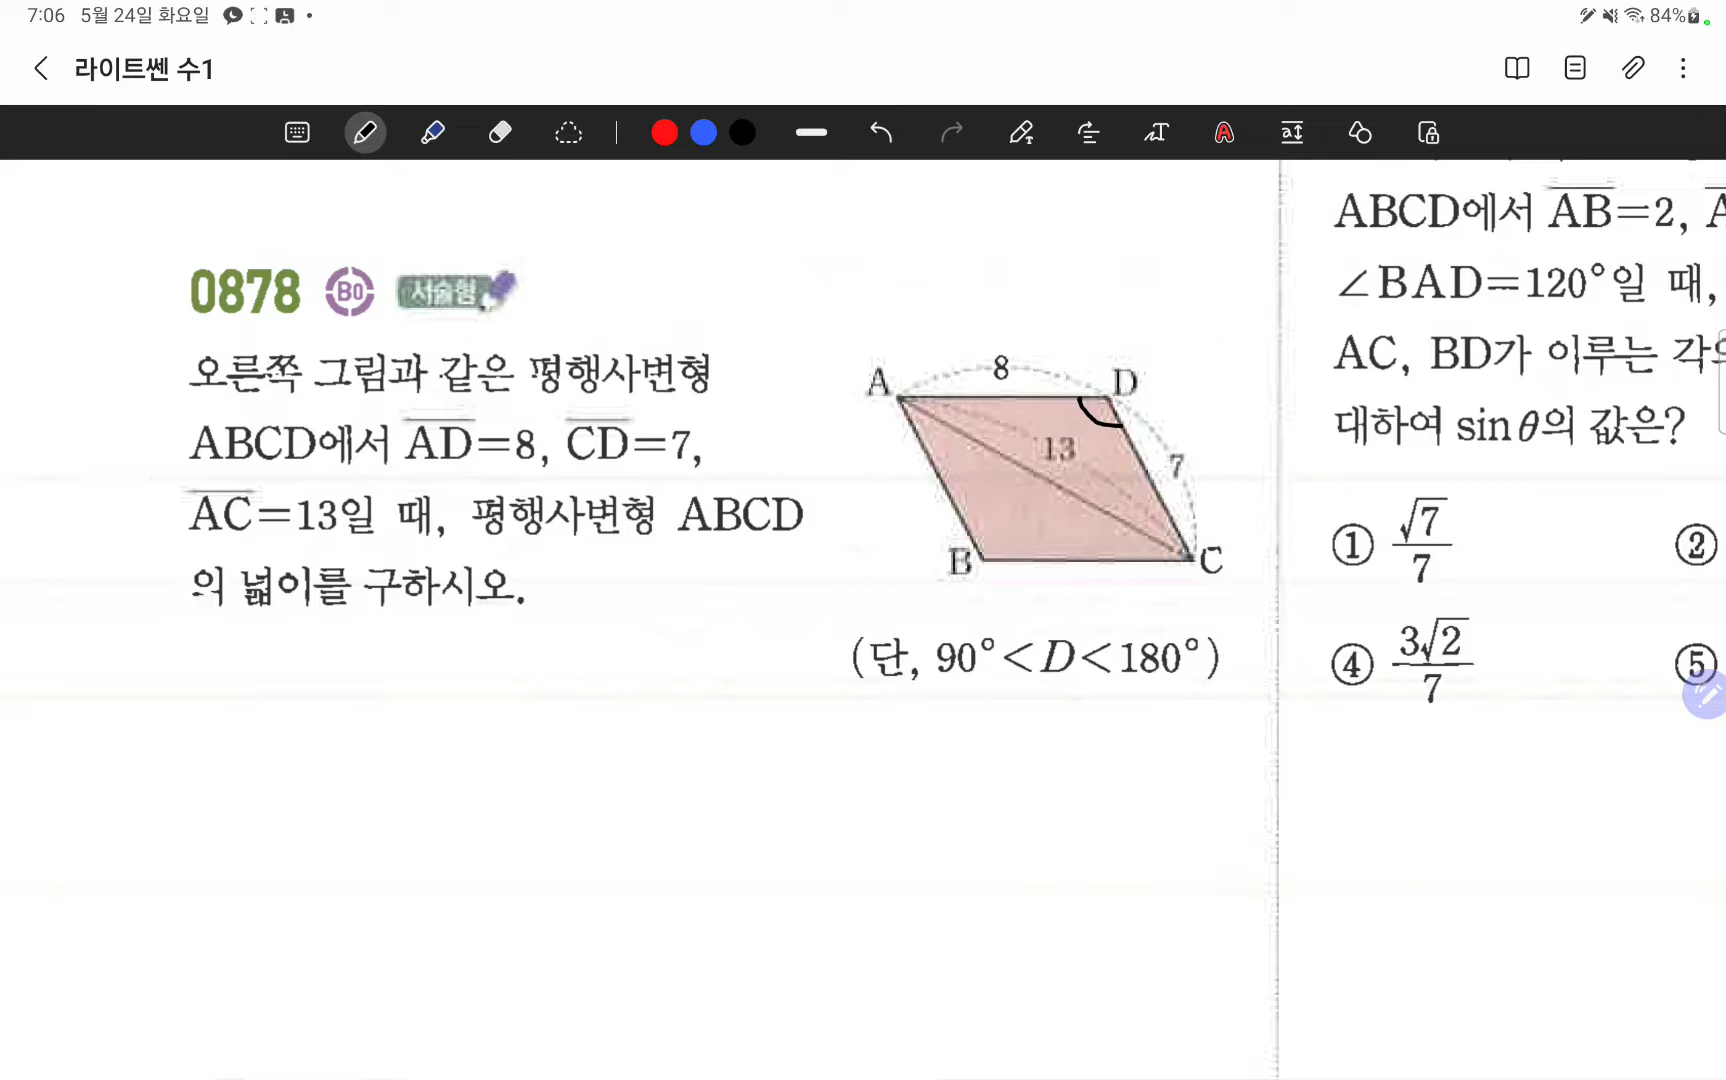 7:06 5월 24일 화요일
84%
라이트쎈 수1
0878 B0 서술형
오른쪽 그림과 같은 평행사변형
ABCD에서 AD=8, CD=7,
AC=13일 때, 평행사변형 ABCD
의 넓이를 구하시오.
A 8 D
13
7
B C
(단, 90°<D<180°)
ABCD에서 AB=2,
∠BAD=120°일 때,
AC, BD가 이루는 각
대하여 sin θ의 값은?
① √7/7 ②
④ 3√2/7 ⑤